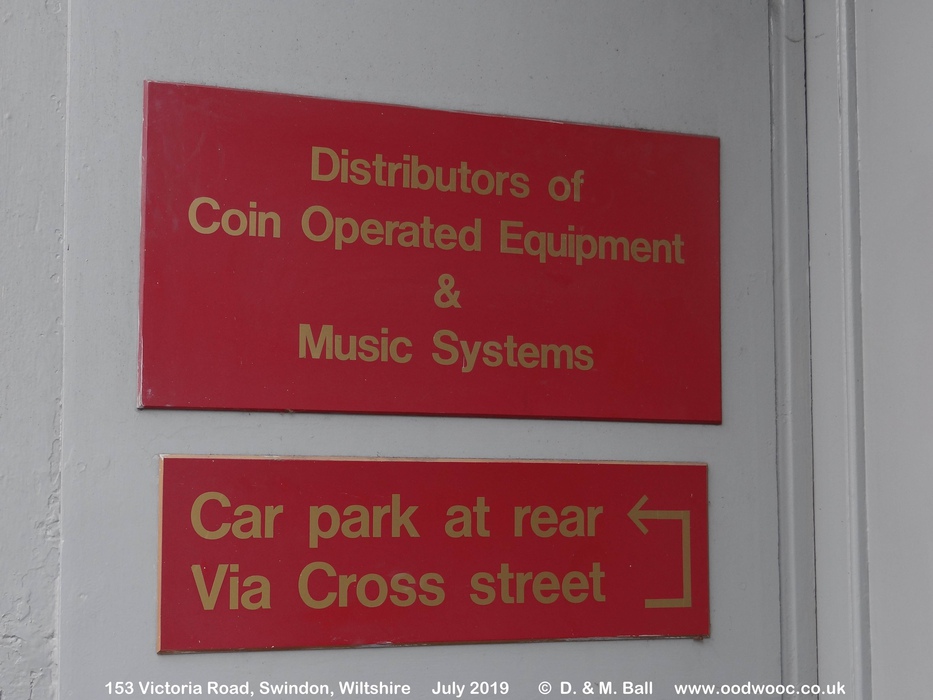 Distributors of
Coin Operated Equipment
&
Music Systems
Car park at rear
Via Cross street
153 Victoria Road, Swindon, Wiltshire July 2019 © D. & M. Ball www.oodwooc.co.uk